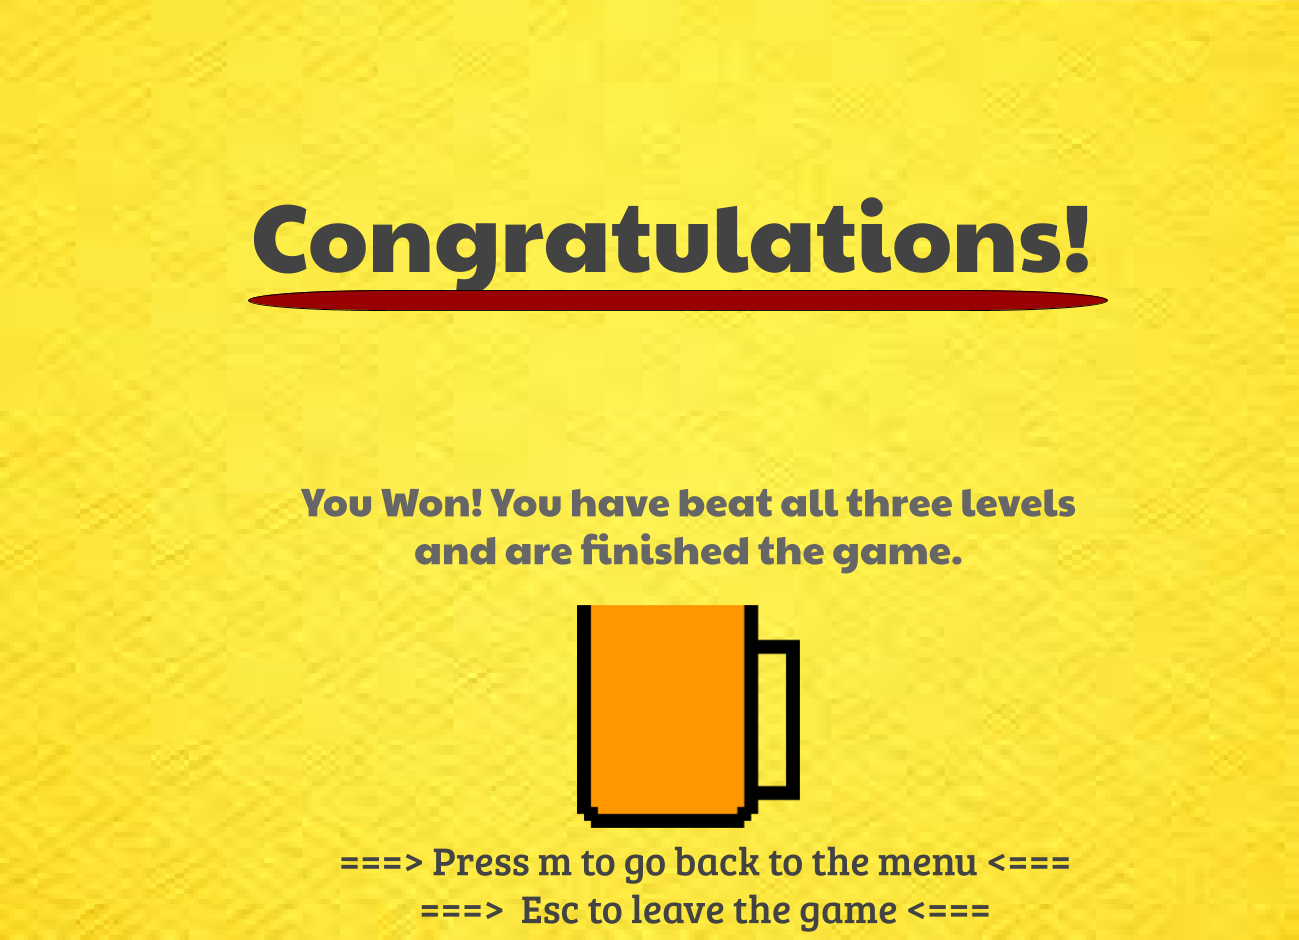 Congratulations!
You Won! You have beat all three levels
and are finished the game.
===> Press m to go back to the menu <===
===>  Esc to leave the game <===